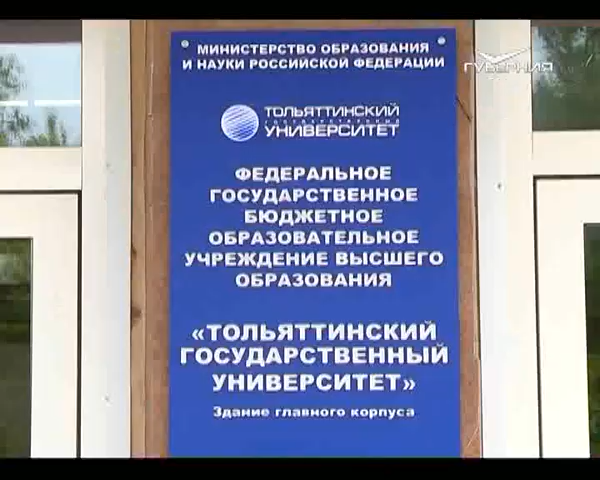 МИНИСТЕРСТВО ОБРАЗОВАНИЯ
И НАУКИ РОССИЙСКОЙ ФЕДЕРАЦИИ
ГУБЕРНИЯ
ТОЛЬЯТТИНСКИЙ
ГОСУДАРСТВЕННЫЙ
УНИВЕРСИТЕТ
ФЕДЕРАЛЬНОЕ
ГОСУДАРСТВЕННОЕ
БЮДЖЕТНОЕ
ОБРАЗОВАТЕЛЬНОЕ
УЧРЕЖДЕНИЕ ВЫСШЕГО
ОБРАЗОВАНИЯ
«ТОЛЬЯТТИНСКИЙ
ГОСУДАРСТВЕННЫЙ
УНИВЕРСИТЕТ»
Здание главного корпуса